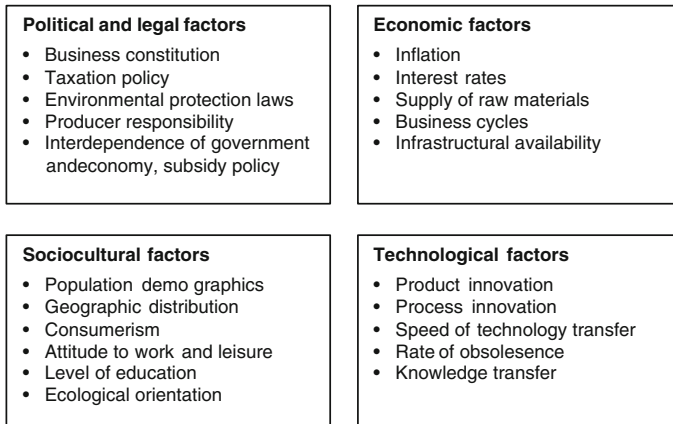 Political and legal factors
• Business constitution
• Taxation policy
• Environmental protection laws
• Producer responsibility
• Interdependence of government
andeconomy, subsidy policy
Economic factors
• Inflation
• Interest rates
• Supply of raw materials
• Business cycles
• Infrastructural availability
Sociocultural factors
• Population demo graphics
• Geographic distribution
• Consumerism
• Attitude to work and leisure
• Level of education
• Ecological orientation
Technological factors
• Product innovation
• Process innovation
• Speed of technology transfer
• Rate of obsolesence
• Knowledge transfer